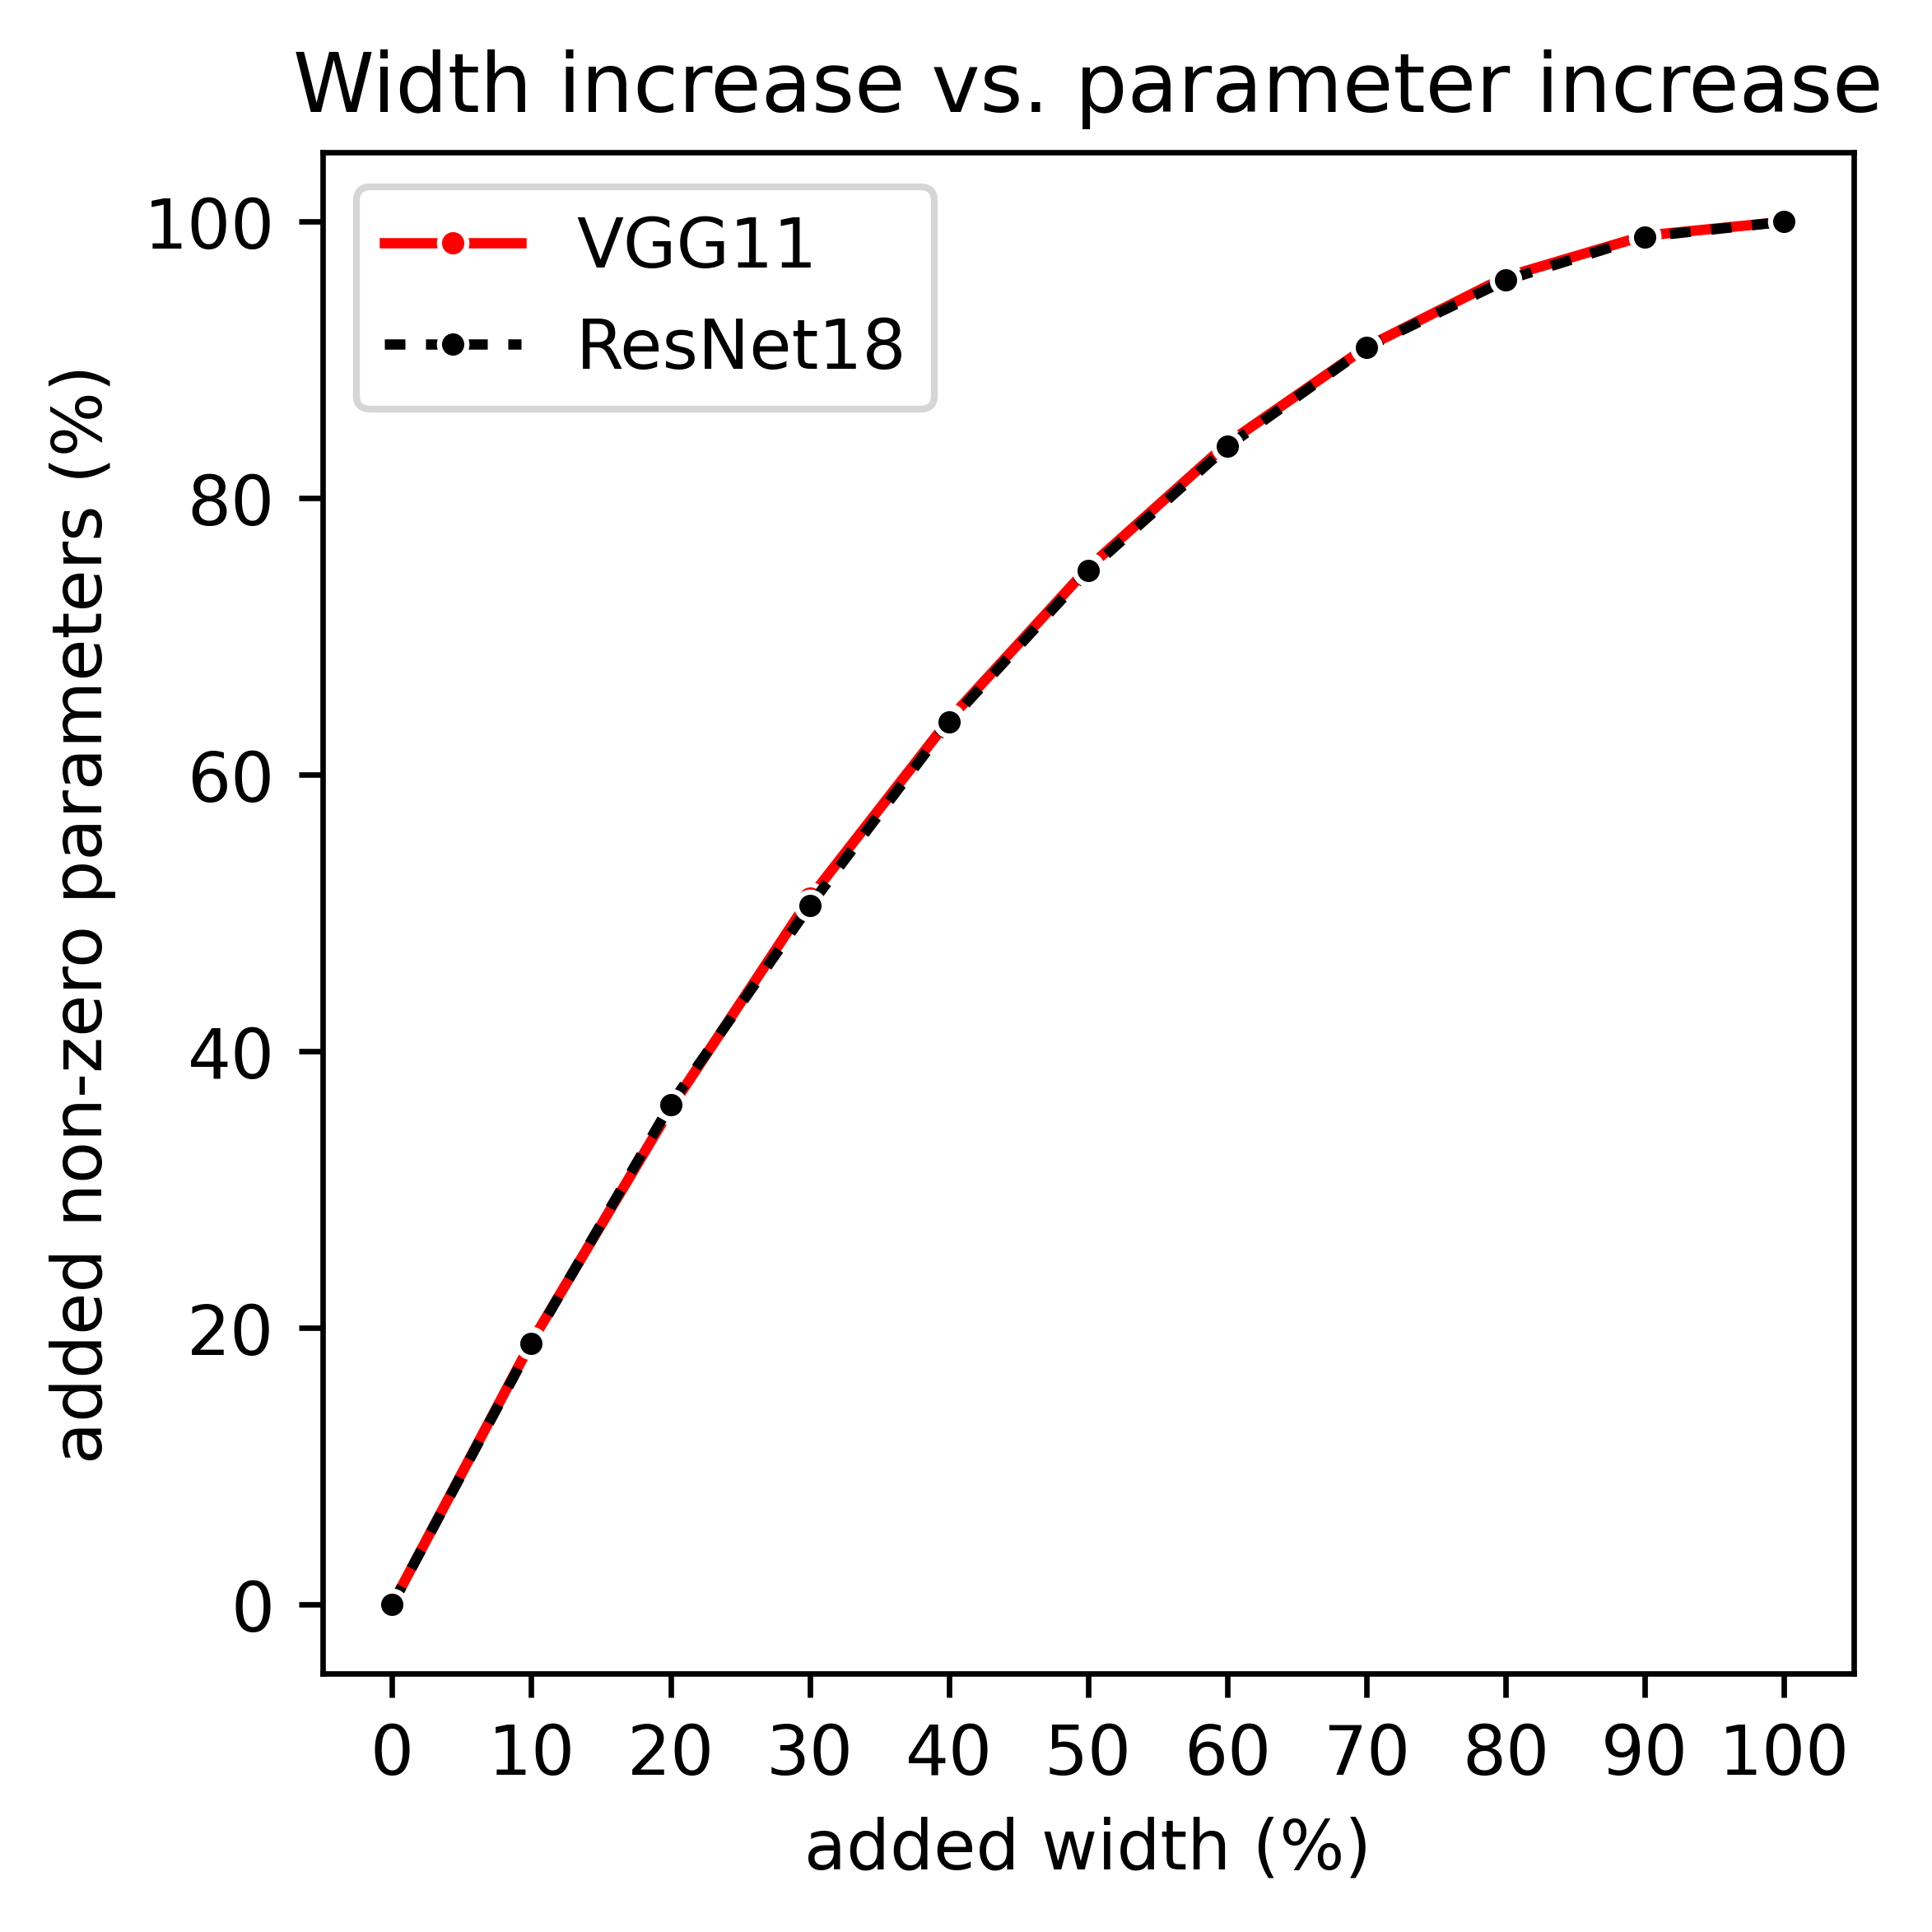 Width increase vs. parameter increase
VGG11
ResNet18
added non-zero parameters (%)
100
80
60
40
20
0
0 10 20 30 40 50 60 70 80 90 100
added width (%)